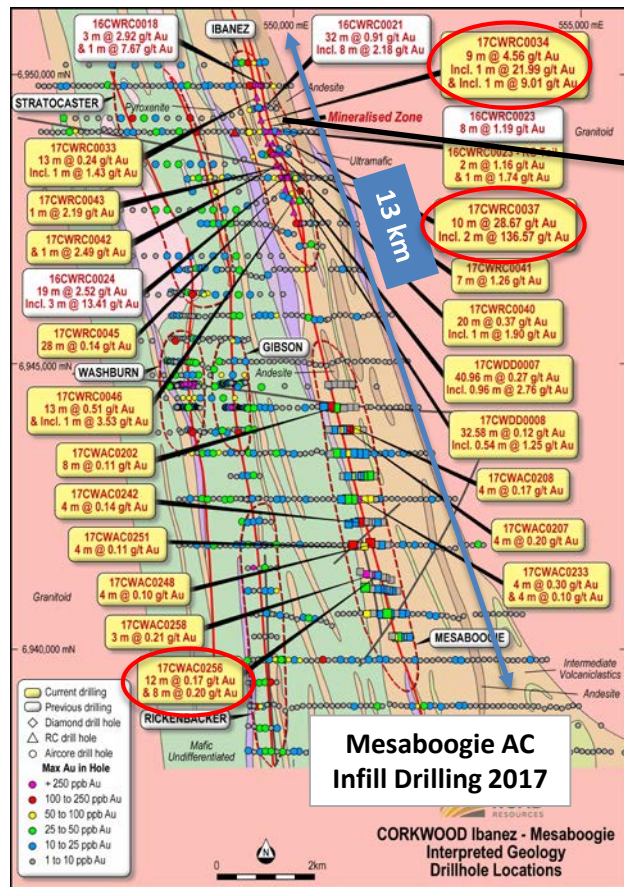 550,000 mE
555,000 mE
6,950,000 mN
6,945,000 mN
6,940,000 mN
16CWRC0018
3 m @ 2.92 g/t Au
& 1 m @ 7.67 g/t Au
IBANEZ
16CWRC0021
32 m @ 0.91 g/t Au
Incl. 8 m @ 2.18 g/t Au
17CWRC0034
9 m @ 4.56 g/t Au
Incl. 1 m @ 21.99 g/t Au
& Incl. 1 m @ 9.01 g/t Au
STRATOCASTER
Pyroxenite
Andesite
Mineralised Zone
Granitoid
16CWRC0023
8 m @ 1.19 g/t Au
17CWRC0033
13 m @ 0.24 g/t Au
Incl. 1 m @ 1.43 g/t Au
Ultramafic
16CWRC0023
2 m @ 1.16 g/t Au
& 1 m @ 1.74 g/t Au
17CWRC0043
1 m @ 2.19 g/t Au
13 km
17CWRC0037
10 m @ 28.67 g/t Au
Incl. 2 m @ 136.57 g/t Au
17CWRC0042
& 1 m @ 2.49 g/t Au
17CWRC0041
7 m @ 1.26 g/t Au
16CWRC0024
19 m @ 2.52 g/t Au
Incl. 3 m @ 13.41 g/t Au
17CWRC0040
20 m @ 0.37 g/t Au
Incl. 1 m @ 1.90 g/t Au
17CWRC0045
28 m @ 0.14 g/t Au
GIBSON
WASHBURN
Andesite
17CWDD0007
40.96 m @ 0.27 g/t Au
Incl. 0.96 m @ 2.76 g/t Au
17CWRC0046
13 m @ 0.51 g/t Au
& Incl. 1 m @ 3.53 g/t Au
17CWDD0008
32.58 m @ 0.12 g/t Au
Incl. 0.54 m @ 1.25 g/t Au
17CWAC0202
8 m @ 0.11 g/t Au
17CWAC0208
4 m @ 0.17 g/t Au
17CWAC0242
4 m @ 0.14 g/t Au
17CWAC0207
4 m @ 0.20 g/t Au
17CWAC0251
4 m @ 0.11 g/t Au
17CWAC0233
4 m @ 0.30 g/t Au
& 4 m @ 0.10 g/t Au
17CWAC0248
4 m @ 0.10 g/t Au
Granitoid
17CWAC0258
3 m @ 0.21 g/t Au
MESABOOGIE
17CWAC0256
12 m @ 0.17 g/t Au
& 8 m @ 0.20 g/t Au
Intermediate
Volcaniclastics
Andesite
RICKENBACKER
Mafic
Undifferentiated
Current drilling
Previous drilling
Diamond drill hole
RC drill hole
Aircore drill hole
Max Au in Hole
+ 250 ppb Au
100 to 250 ppb Au
50 to 100 ppb Au
25 to 50 ppb Au
10 to 25 ppb Au
1 to 10 ppb Au
Mesaboogie AC
Infill Drilling 2017
RESOURCES
N
0
2km
CORKWOOD Ibanez - Mesaboogie
Interpreted Geology
Drillhole Locations